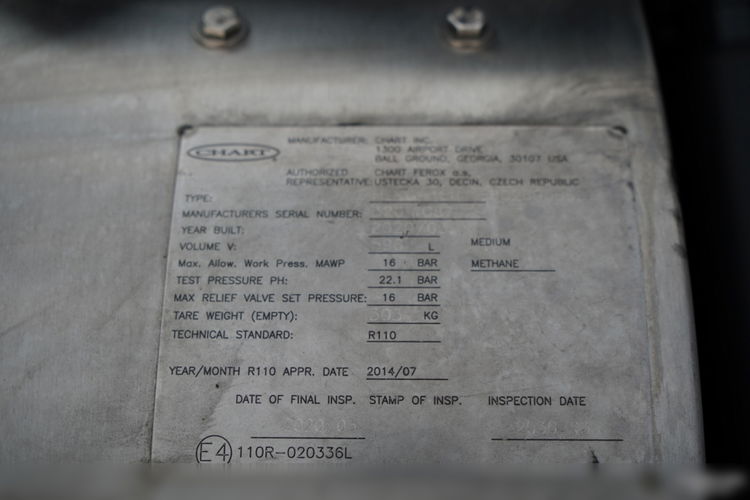 CHART
MANUFACTURER: CHART INC.
1300 AIRPORT DRIVE
BALL GROUND, GEORGIA, 30107 USA
AUTHORIZED CHART FEROX a.s,
REPRESENTATIVE: USTECKA 30, DECIN, CZECH REPUBLIC
TYPE:
MANUFACTURERS SERIAL NUMBER:
YEAR BUILT:
VOLUME V: L MEDIUM
Max. Allow. Work Press. MAWP 16 BAR METHANE
TEST PRESSURE PH: 22.1 BAR
MAX RELIEF VALVE SET PRESSURE: 16 BAR
TARE WEIGHT (EMPTY): KG
TECHNICAL STANDARD: R110
YEAR/MONTH R110 APPR. DATE 2014/07
DATE OF FINAL INSP. STAMP OF INSP. INSPECTION DATE
E4 110R-020336L